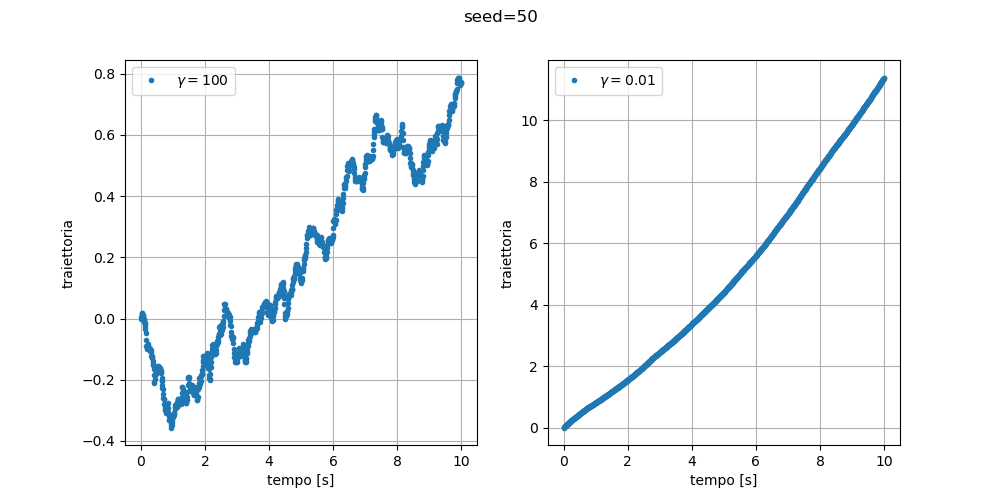 seed=50
γ = 100
0.8
0.6
0.4
0.2
0.0
−0.2
−0.4
traiettoria
0 2 4 6 8 10
tempo [s]
γ = 0.01
10
8
6
4
2
0
traiettoria
0 2 4 6 8 10
tempo [s]